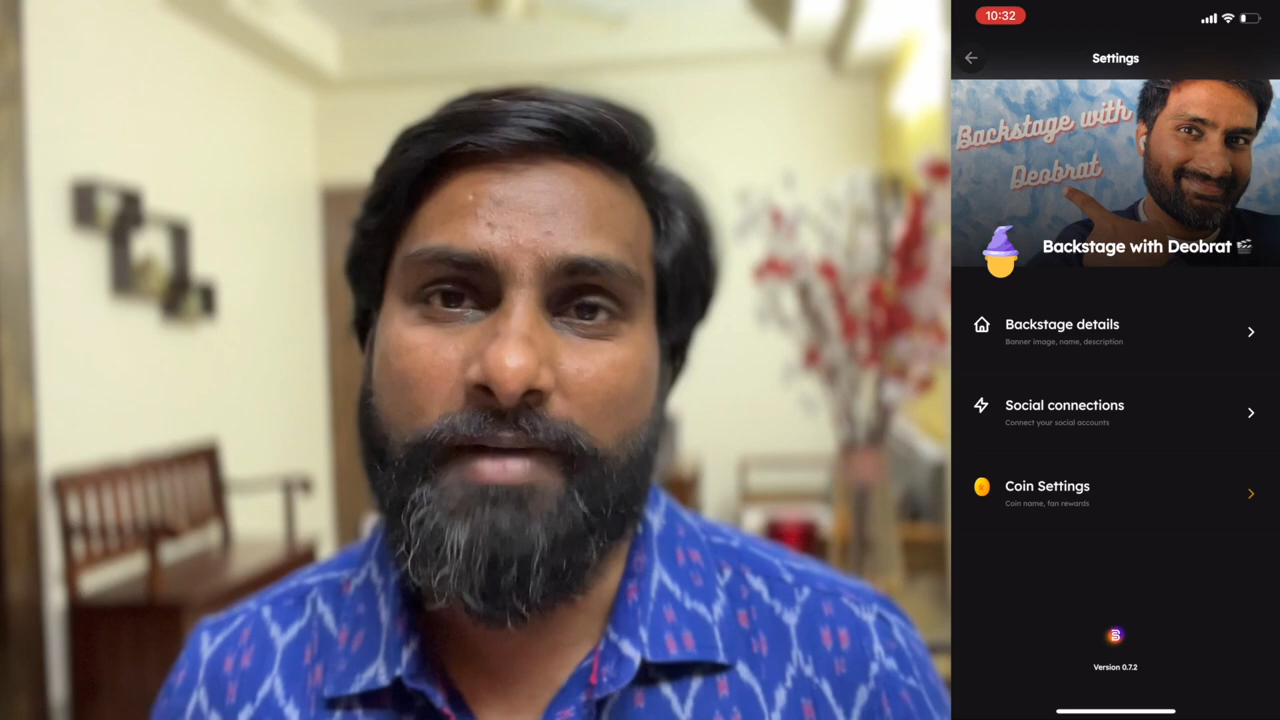 10:32
Settings
Backstage with
Deobrat
Backstage with Deobrat
Backstage details
Banner image, name, description
Social connections
Connect your social accounts
Coin Settings
Coin name, fan rewards
Version 0.7.2